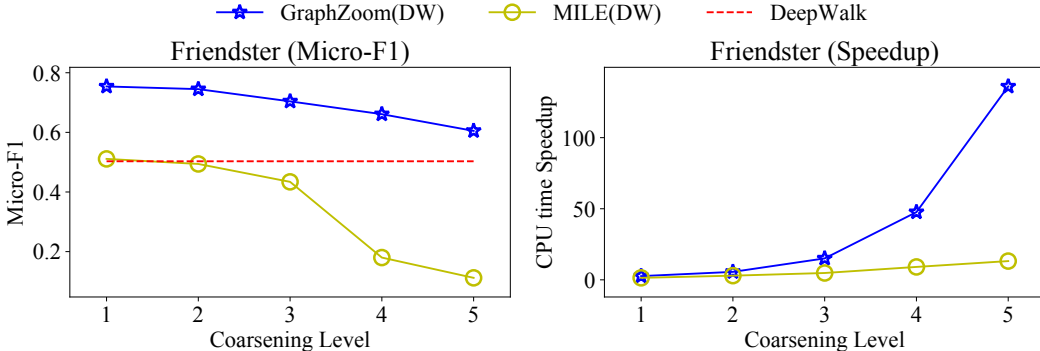 GraphZoom(DW) MILE(DW) DeepWalk
Friendster (Micro-F1)
0.8
0.6
0.4
0.2
Micro-F1
1 2 3 4 5
Coarsening Level
Friendster (Speedup)
100
50
0
CPU time Speedup
1 2 3 4 5
Coarsening Level